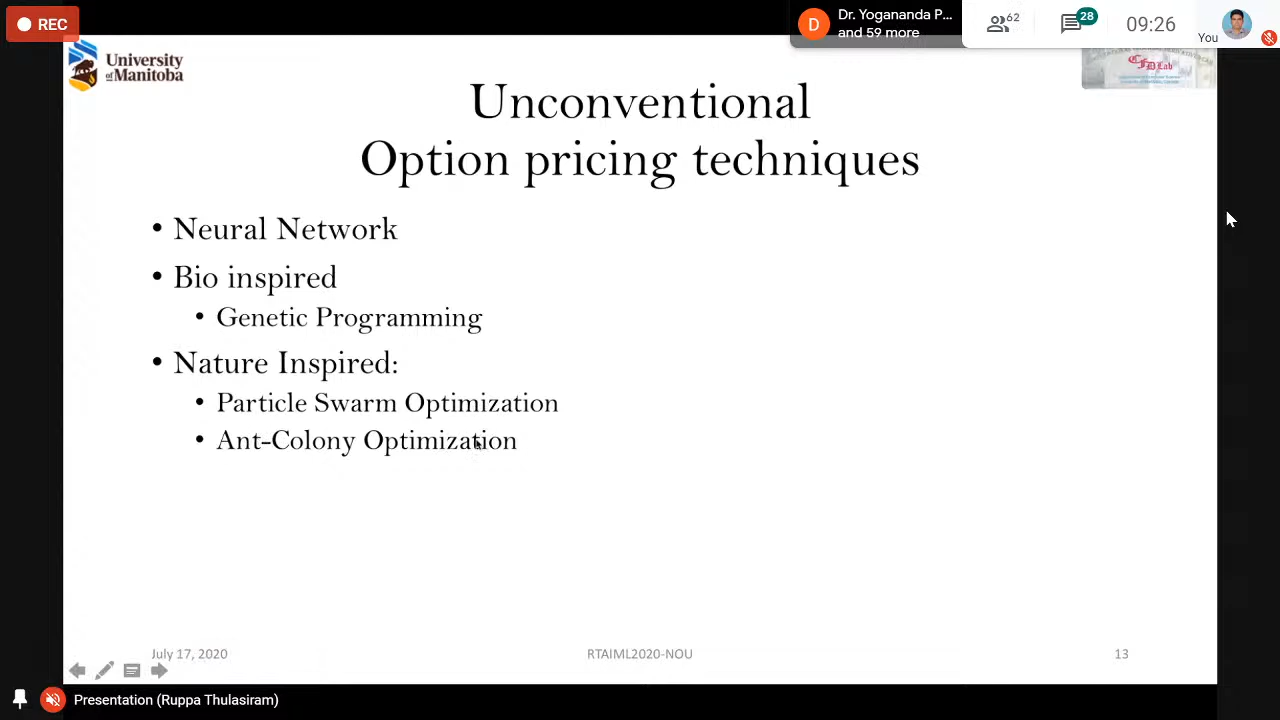 REC
Dr. Yogananda P...
and 59 more
62
28
09:26
You
University
of Manitoba
CFD Lab
Unconventional
Option pricing techniques
• Neural Network
• Bio inspired
• Genetic Programming
• Nature Inspired:
• Particle Swarm Optimization
• Ant-Colony Optimization
July 17, 2020
RTAIML2020-NOU
13
Presentation (Ruppa Thulasiram)